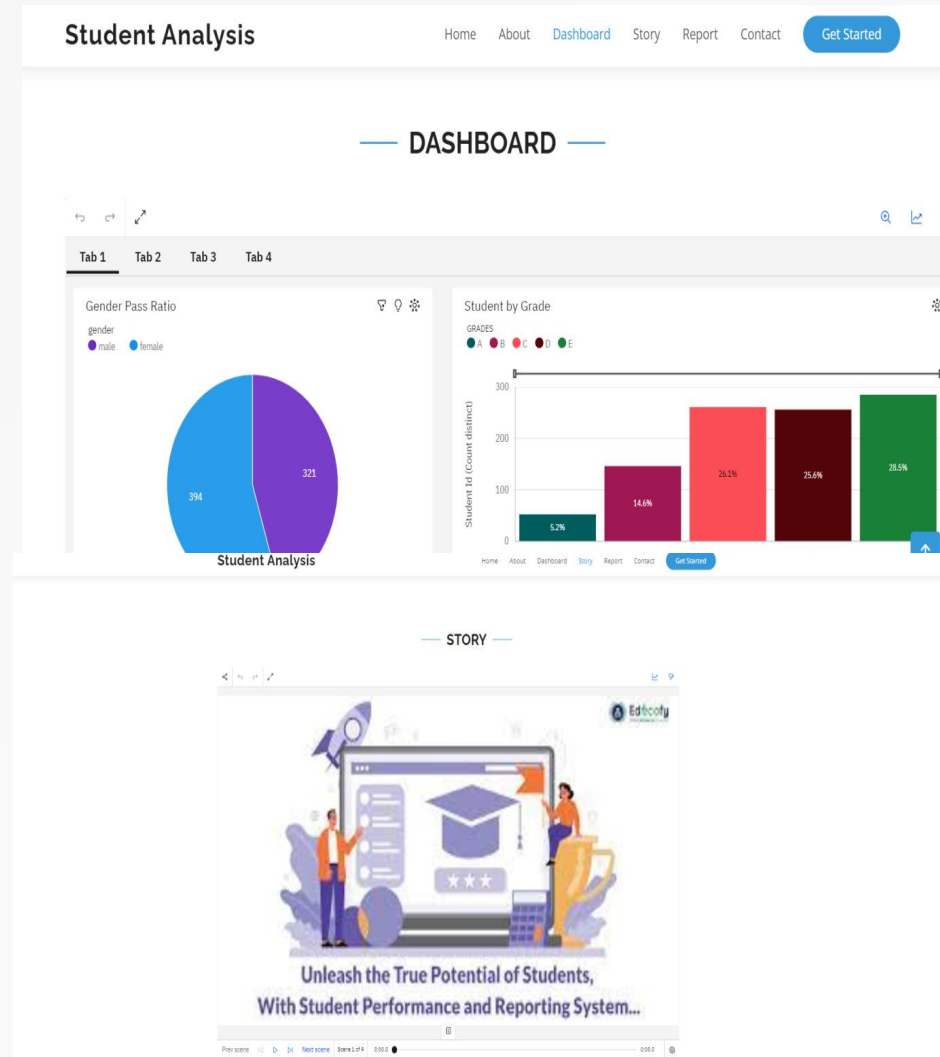 Student Analysis
Home About Dashboard Story Report Contact Get Started
DASHBOARD
Tab 1 Tab 2 Tab 3 Tab 4
Gender Pass Ratio
gender
male female
321
394
Student by Grade
GRADES
A B C D E
Student Id (Count distinct)
300
200
100
0
5.2%
14.6%
26.1%
25.6%
28.5%
Student Analysis
Home About Dashboard Story Report Contact Get Started
STORY
Edecofy
Unleash the True Potential of Students,
With Student Performance and Reporting System...
Prev scene Next scene Scene 1 of 9 0:00.0